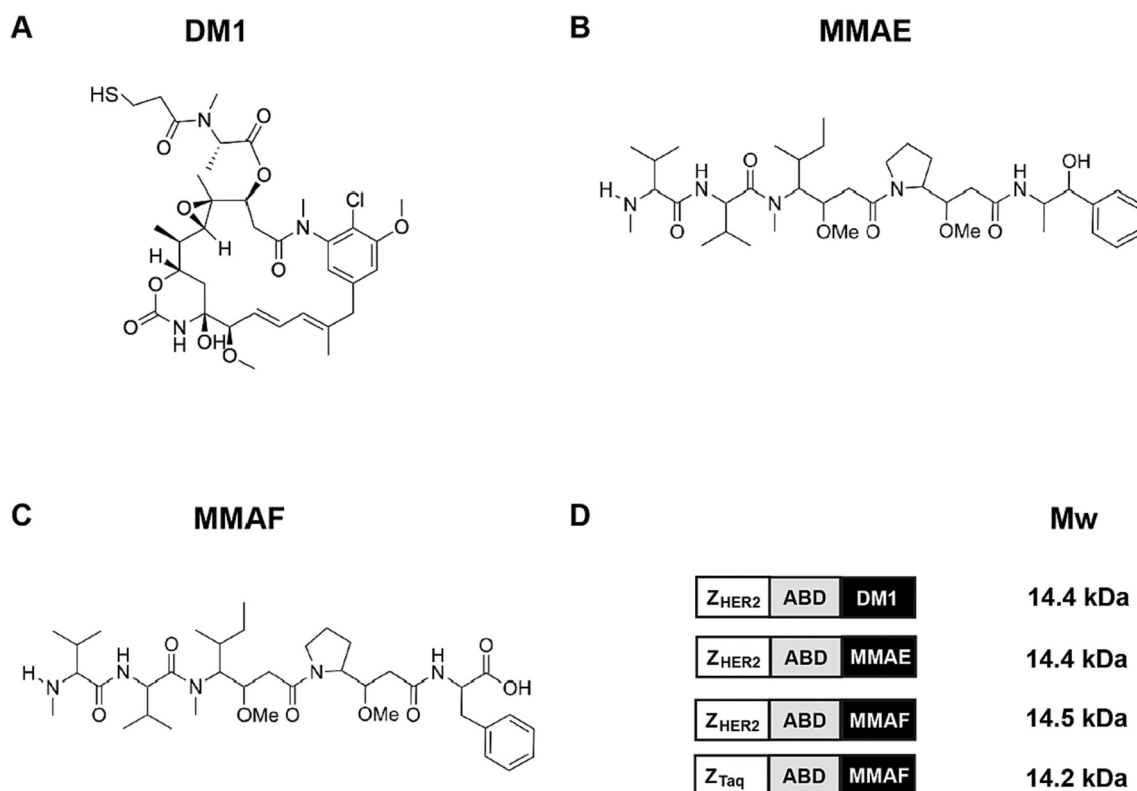 A DM1
HS
O
N
O
O
O
N
Cl
O
O
H
H
O
O
N
H
OH
O
B MMAE
H
N
O
H
N
O
N
OMe
O
N
OMe
O
H
N
OH
C MMAF
H
N
O
H
N
O
N
OMe
O
N
OMe
O
H
N
O
OH
D Mw
ZHER2 ABD DM1 14.4 kDa
ZHER2 ABD MMAE 14.4 kDa
ZHER2 ABD MMAF 14.5 kDa
ZTaq ABD MMAF 14.2 kDa